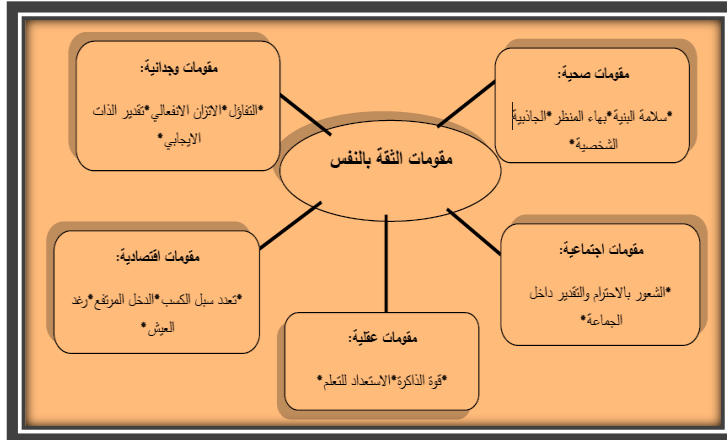 مقومات الثقة بالنفس
مقومات صحية:
*سلامة البنية*بهاء المنظر*الجاذبية
الشخصية*
مقومات وجدانية:
*التفاؤل*الاتزان الانفعالي*تقدير الذات
الايجابي*
مقومات اجتماعية:
*الشعور بالاحترام والتقدير داخل
الجماعة*
مقومات اقتصادية:
*تعدد سبل الكسب*الدخل المرتفع*رغد
العيش*
مقومات عقلية:
*قوة الذاكرة*الاستعداد للتعلم*